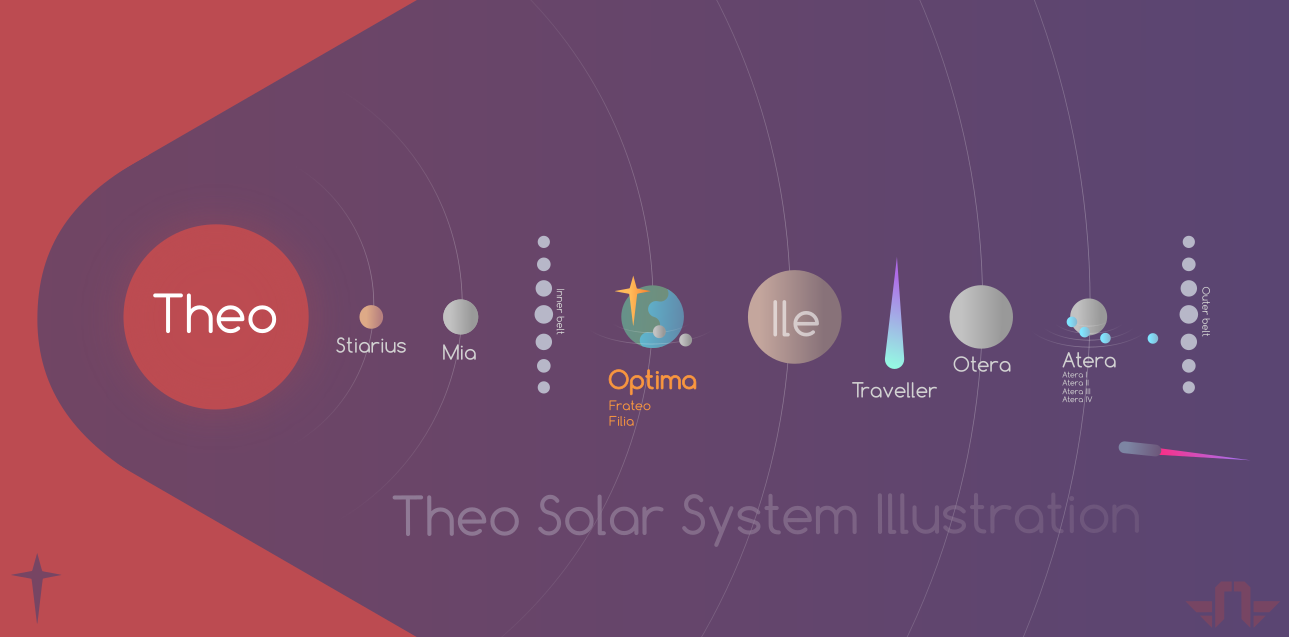 Theo
Stiarius
Mia
Inner belt
Optima
Frateo
Filia
Ile
Traveller
Otera
Atera
Atera I
Atera II
Atera III
Atera IV
Outer belt
Theo Solar System Illustration